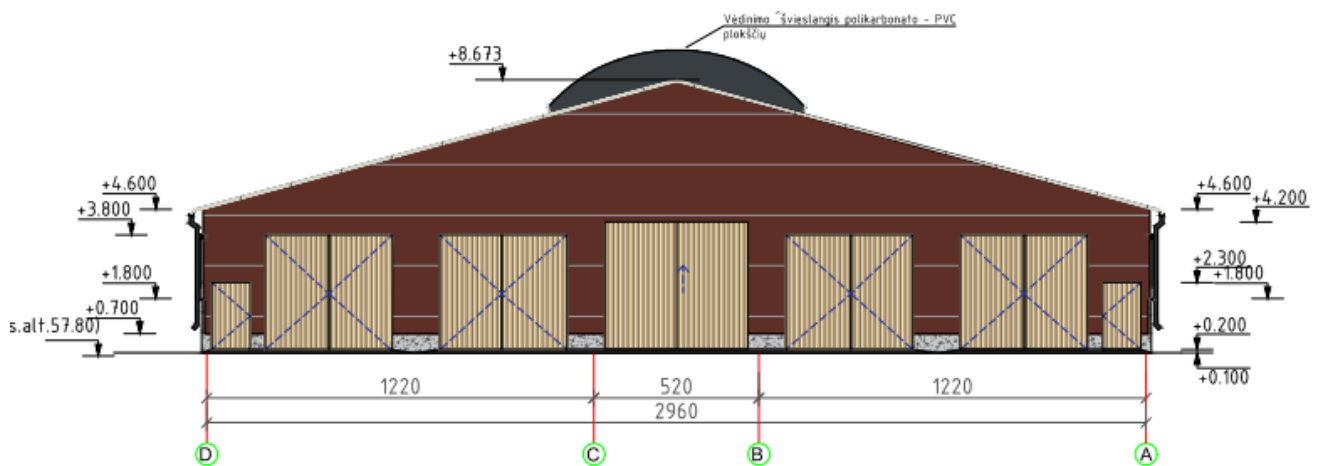 Vėdinimo ˆšvieslangis polikarbonato - PVC
plokščių
+8.673
+4.600
+3.800
+1.800
+0.700
s.alt.57.80)
+4.600
+4.200
+2.300
+1.800
+0.200
+0.100
1220
520
1220
2960
D
C
B
A